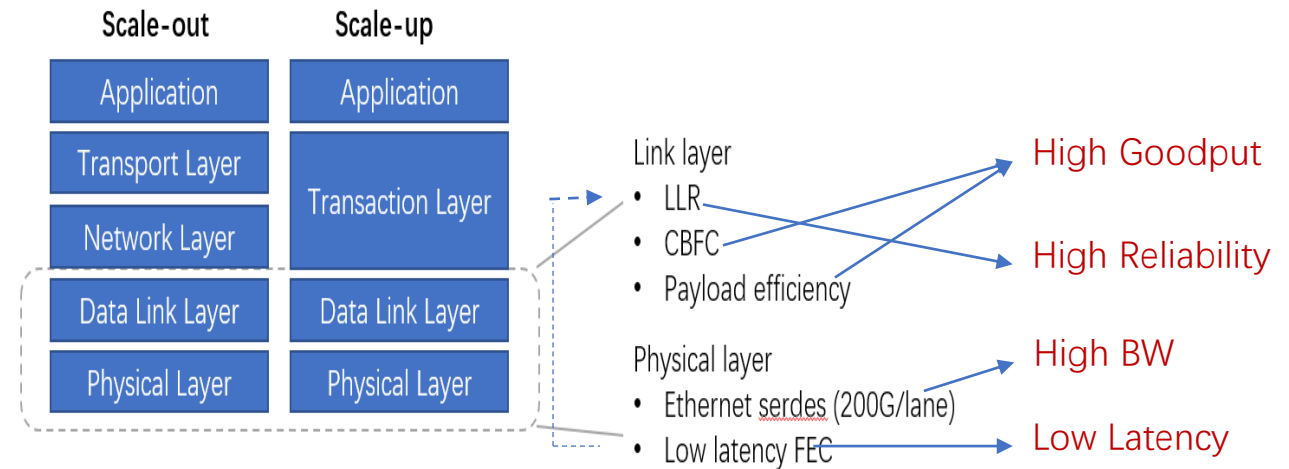 Scale-out
Scale-up
Application
Application
Transport Layer
Transaction Layer
Network Layer
Data Link Layer
Data Link Layer
Physical Layer
Physical Layer
Link layer
• LLR
• CBFC
• Payload efficiency
Physical layer
• Ethernet serdes (200G/lane)
• Low latency FEC
High Goodput
High Reliability
High BW
Low Latency